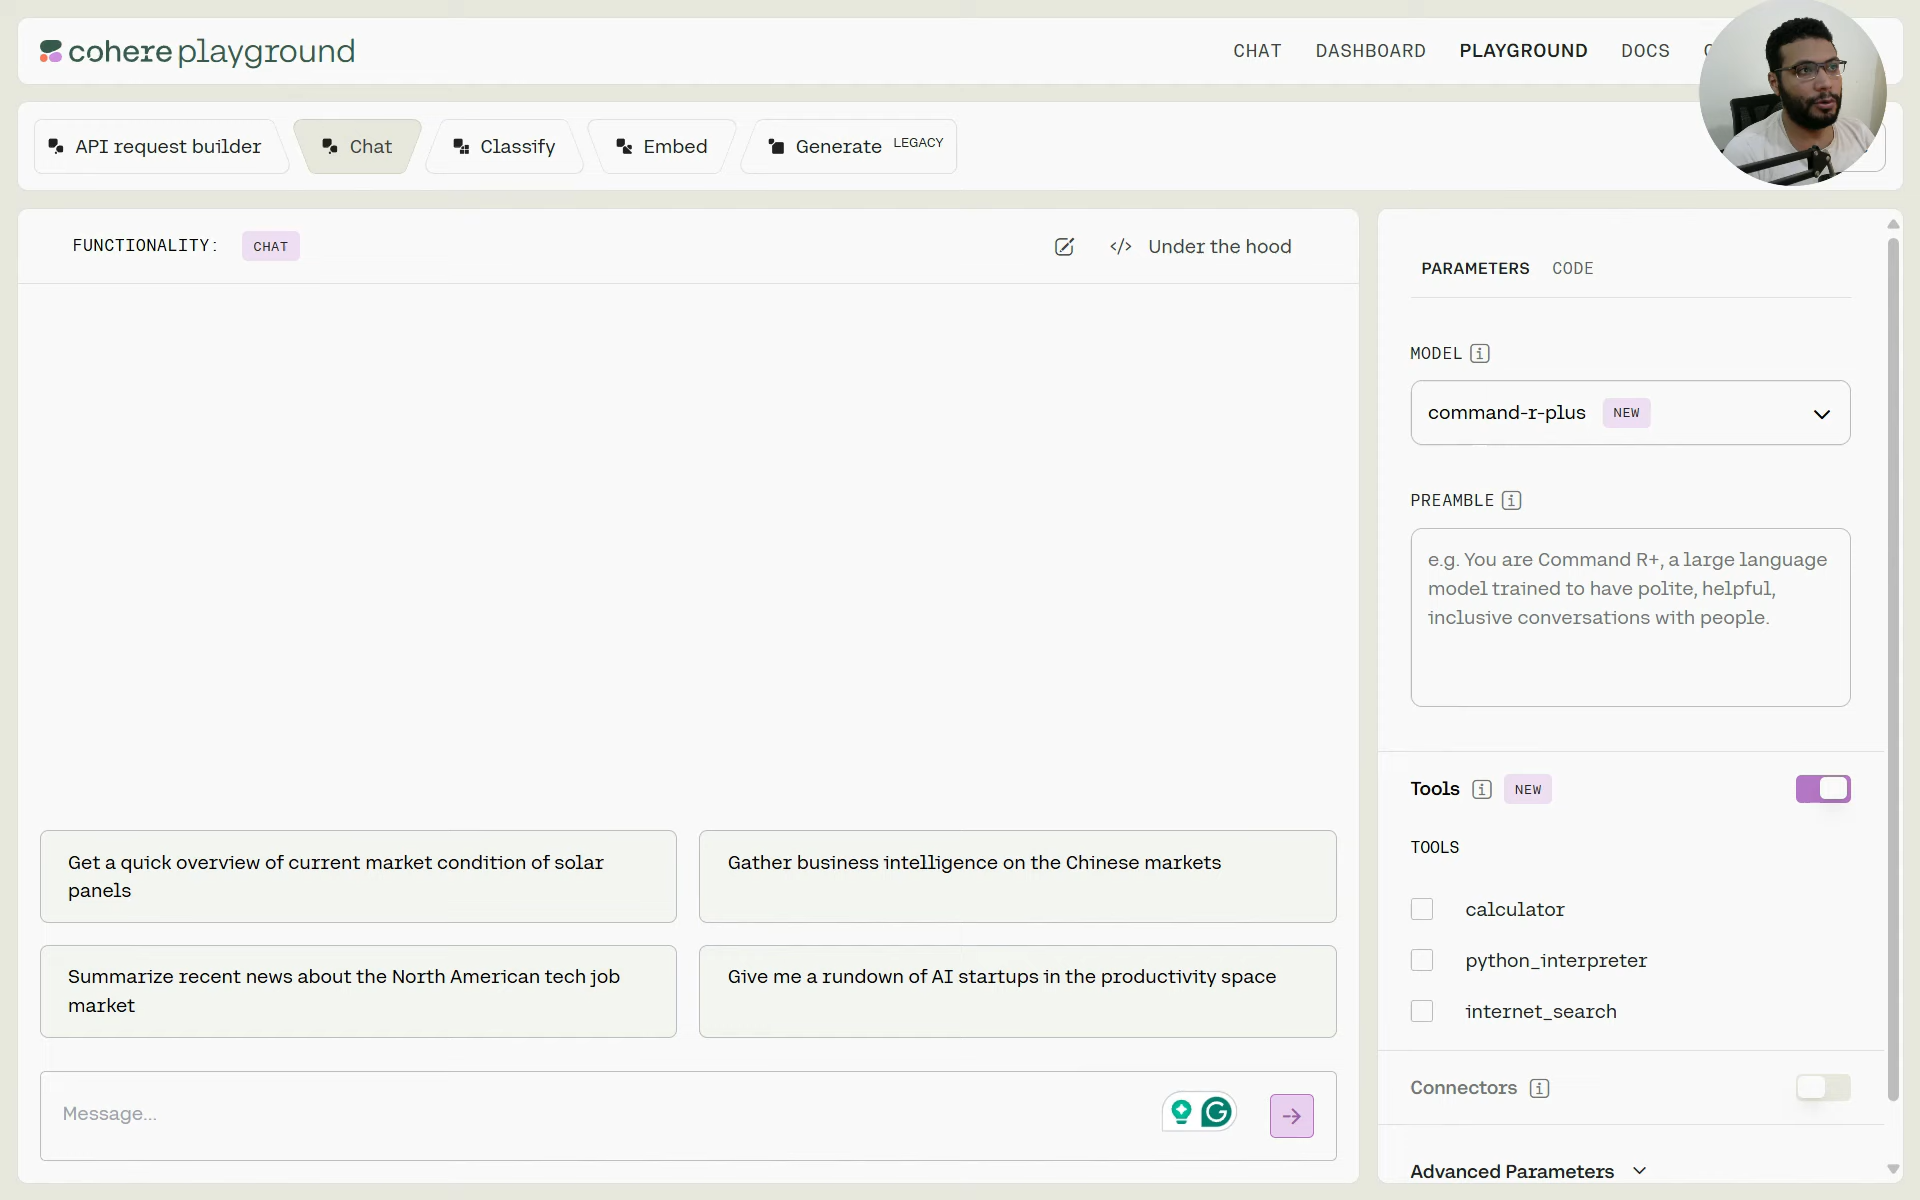 cohere playground
CHAT DASHBOARD PLAYGROUND DOCS
API request builder
Chat
Classify
Embed
Generate LEGACY
FUNCTIONALITY: CHAT
</> Under the hood
Get a quick overview of current market condition of solar
panels
Gather business intelligence on the Chinese markets
Summarize recent news about the North American tech job
market
Give me a rundown of AI startups in the productivity space
Message...
PARAMETERS CODE
MODEL
command-r-plus NEW
PREAMBLE
e.g. You are Command R+, a large language
model trained to have polite, helpful,
inclusive conversations with people.
Tools NEW
TOOLS
calculator
python_interpreter
internet_search
Connectors
Advanced Parameters